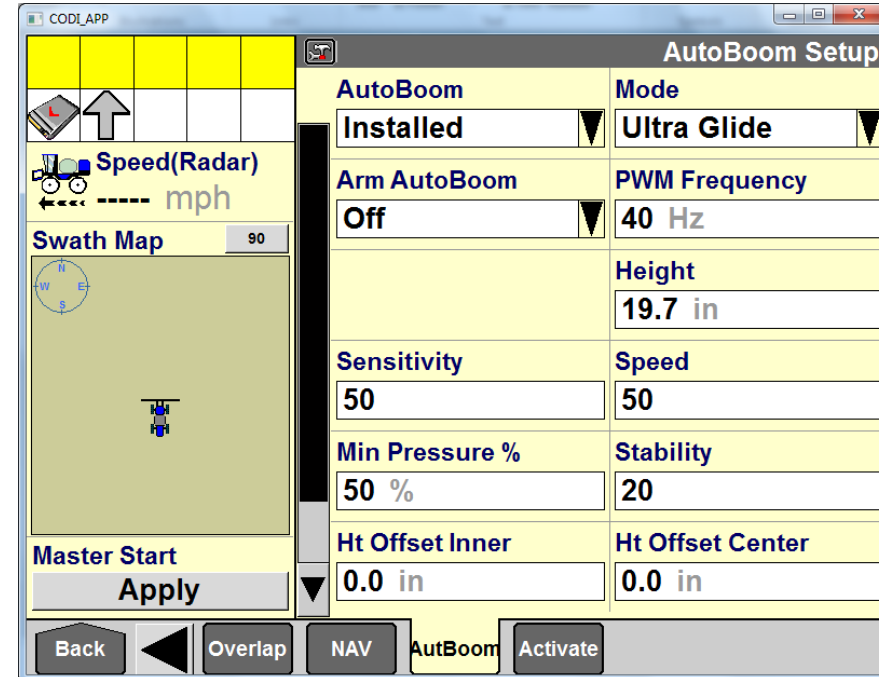 CODI_APP
AutoBoom Setup
L
Speed(Radar)
----- mph
Swath Map
90
N
W E
S
Master Start
Apply
AutoBoom
Installed
Mode
Ultra Glide
Arm AutoBoom
Off
PWM Frequency
40 Hz
Height
19.7 in
Sensitivity
50
Speed
50
Min Pressure %
50 %
Stability
20
Ht Offset Inner
0.0 in
Ht Offset Center
0.0 in
Back
Overlap
NAV
AutBoom
Activate